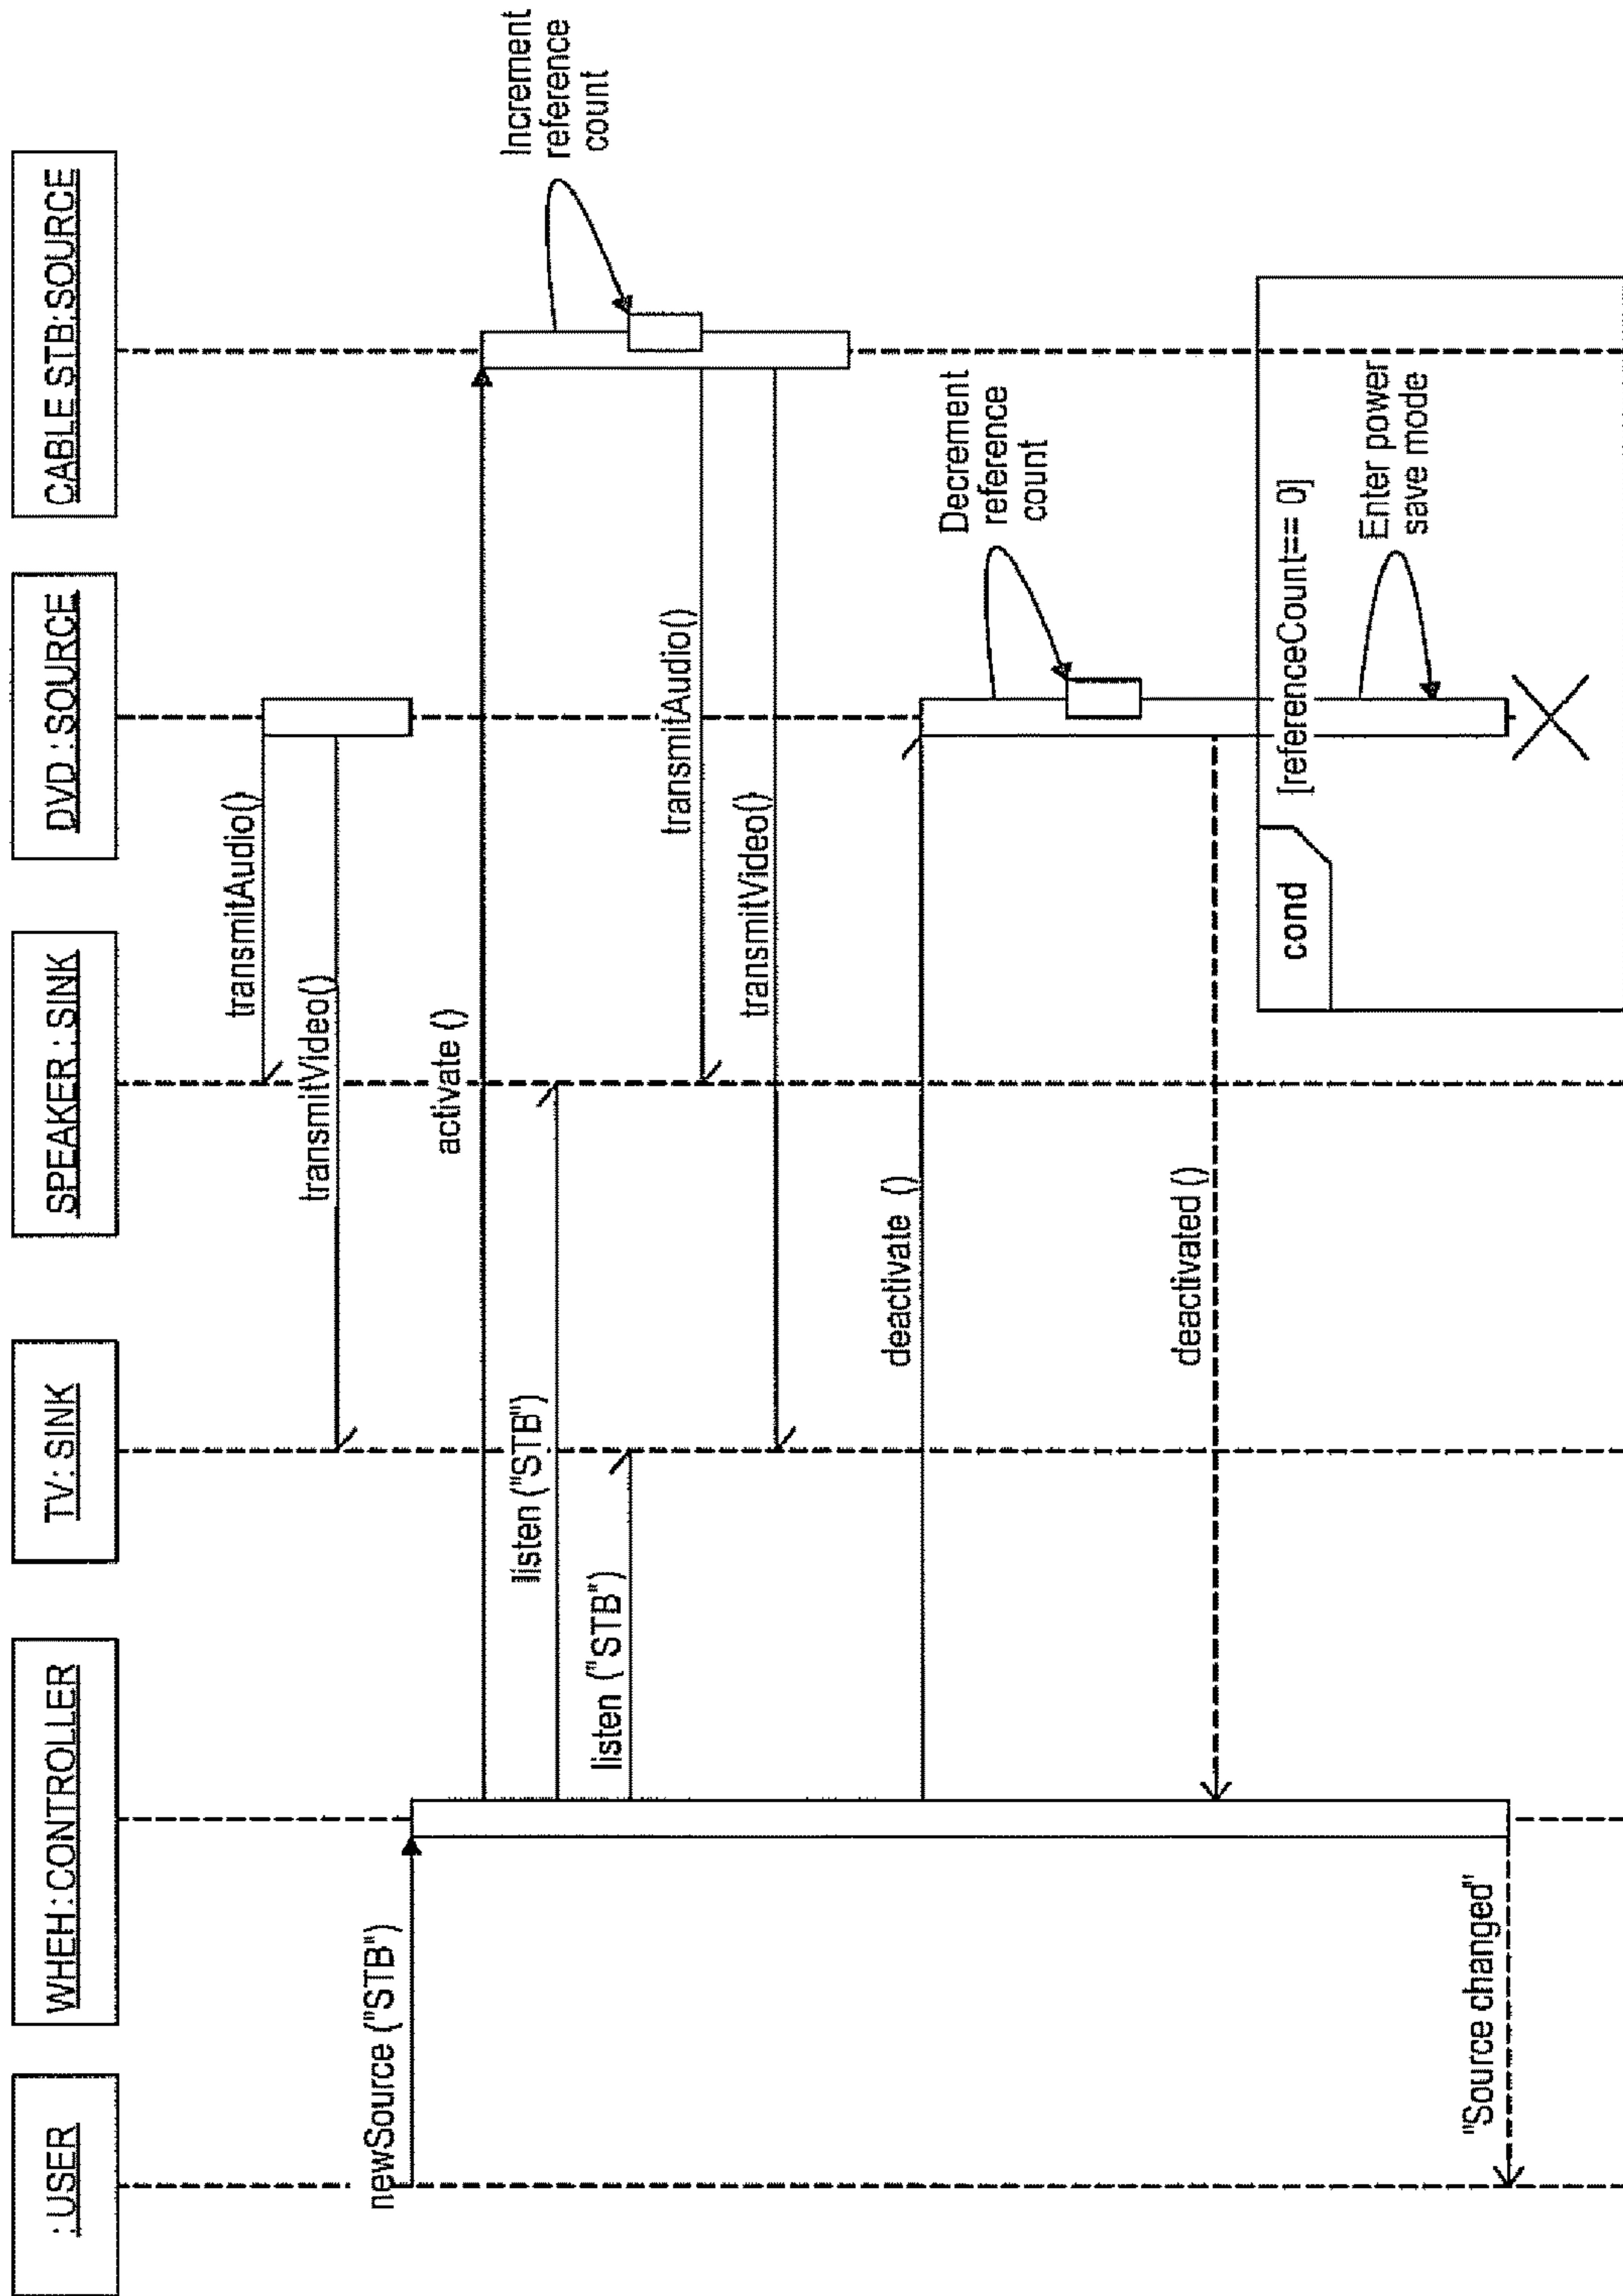 :USER
WHEH:CONTROLLER
TV: SINK
SPEAKER : SINK
DVD : SOURCE
CABLE STB:SOURCE
transmitAudio()
transmitVideo()
newSource ("STB")
activate ()
listen ("STB")
Increment
reference
count
listen ("STB")
transmitAudio()
transmitVideo()
deactivate ()
Decrement
reference
count
deactivated ()
cond
[referenceCount== 0]
Enter power
save mode
"Source changed"